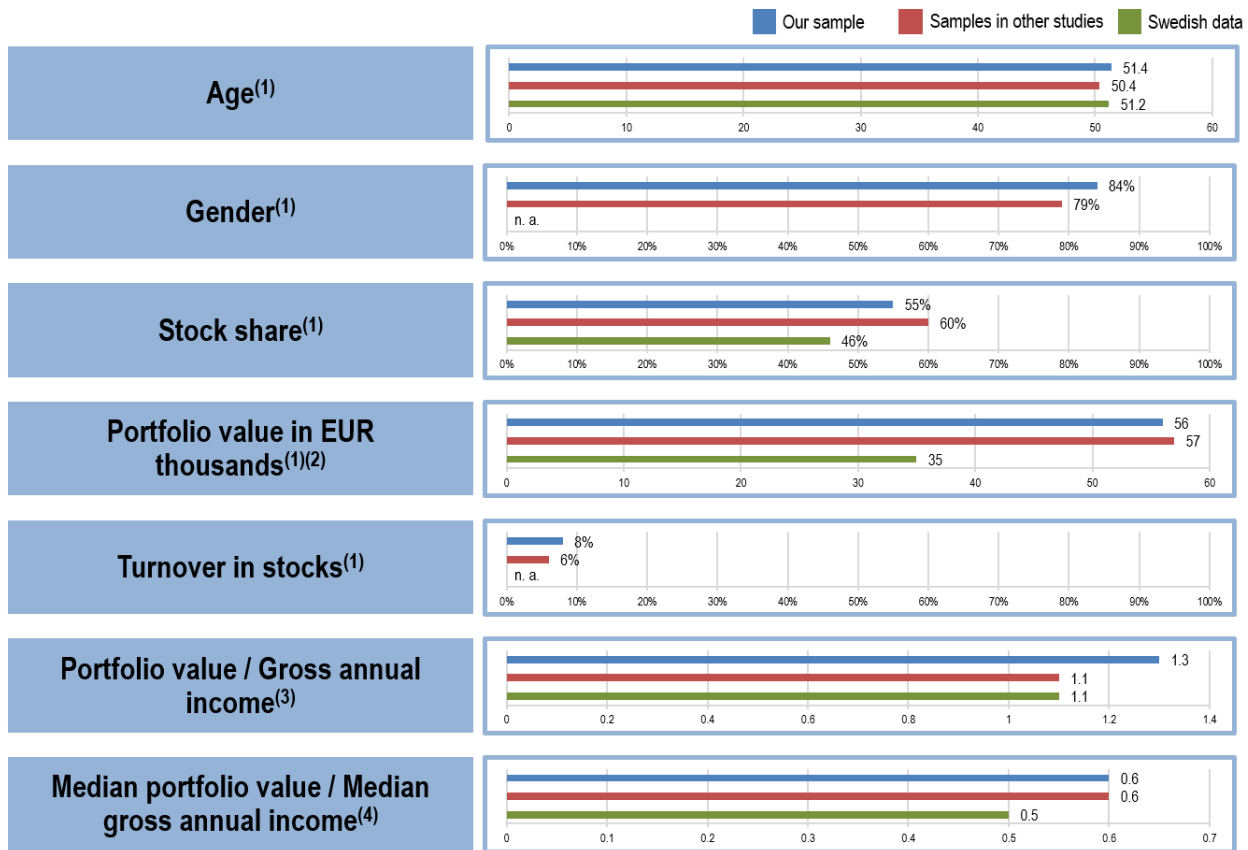 Our sample Samples in other studies Swedish data
Age(1)
51.4
50.4
51.2
0 10 20 30 40 50 60
Gender(1)
84%
79%
n. a.
0% 10% 20% 30% 40% 50% 60% 70% 80% 90% 100%
Stock share(1)
55%
60%
46%
0% 10% 20% 30% 40% 50% 60% 70% 80% 90% 100%
Portfolio value in EUR
thousands(1)(2)
56
57
35
0 10 20 30 40 50 60
Turnover in stocks(1)
8%
6%
n. a.
0% 10% 20% 30% 40% 50% 60% 70% 80% 90% 100%
Portfolio value / Gross annual
income(3)
1.3
1.1
1.1
0 0.2 0.4 0.6 0.8 1 1.2 1.4
Median portfolio value / Median
gross annual income(4)
0.6
0.6
0.5
0 0.1 0.2 0.3 0.4 0.5 0.6 0.7